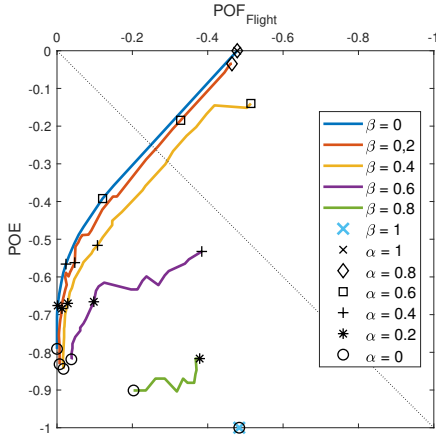 POF_Flight
0 -0.2 -0.4 -0.6 -0.8 -1
0
-0.1
-0.2
-0.3
-0.4
-0.5
-0.6
-0.7
-0.8
-0.9
-1
POE
β = 0
β = 0,2
β = 0.4
β = 0.6
β = 0.8
β = 1
α = 1
α = 0.8
α = 0.6
α = 0.4
α = 0.2
α = 0